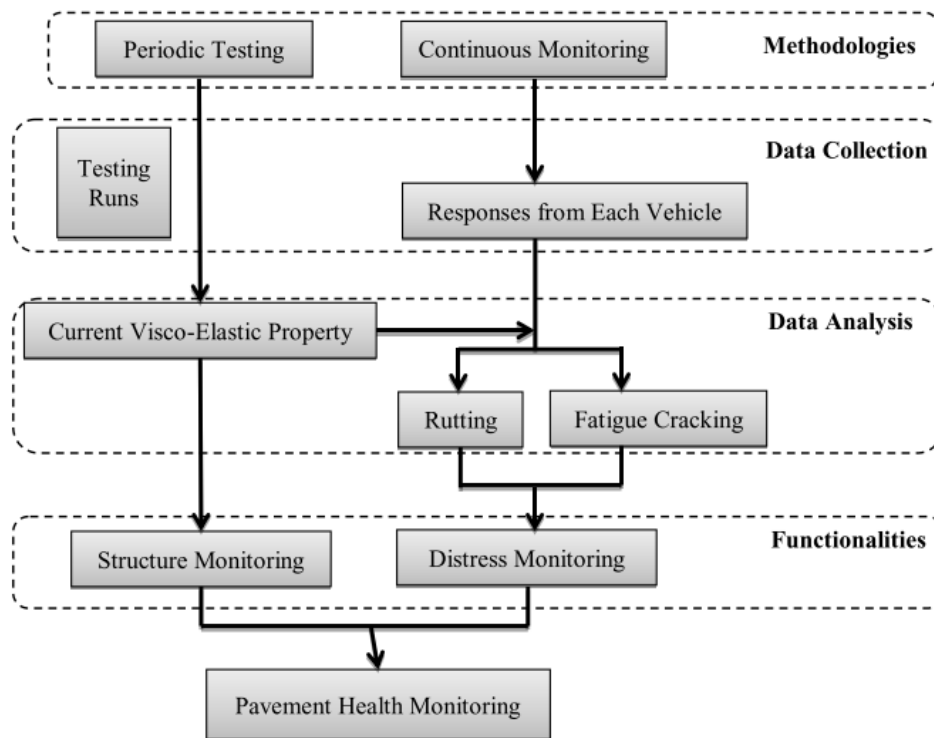 Periodic Testing
Continuous Monitoring
Methodologies
Testing
Runs
Data Collection
Responses from Each Vehicle
Current Visco-Elastic Property
Data Analysis
Rutting
Fatigue Cracking
Structure Monitoring
Distress Monitoring
Functionalities
Pavement Health Monitoring